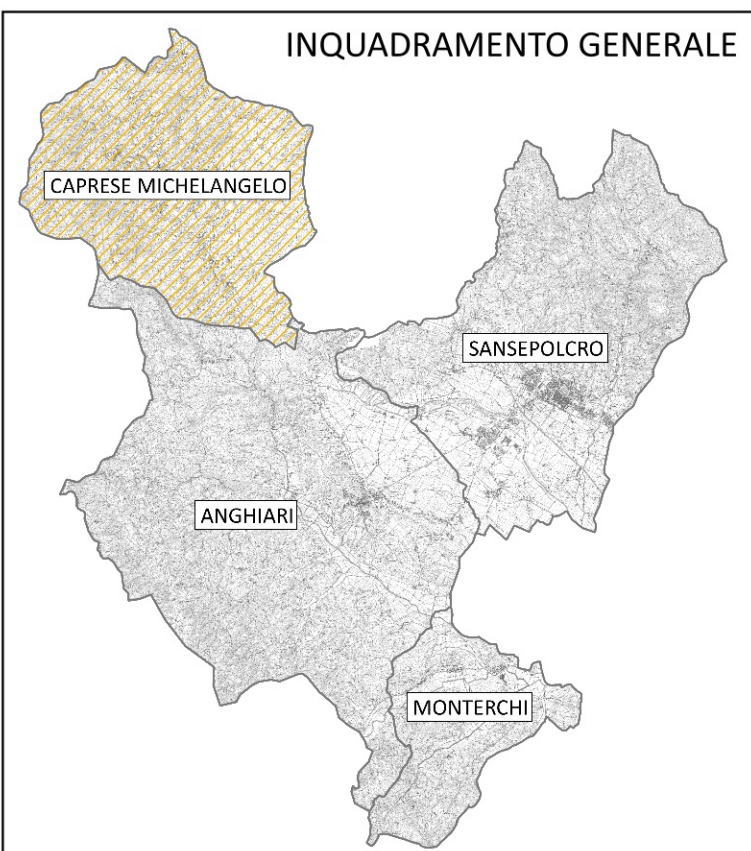 INQUADRAMENTO GENERALE
CAPRESE MICHELANGELO
SANSEPOLCRO
ANGHIARI
MONTERCHI